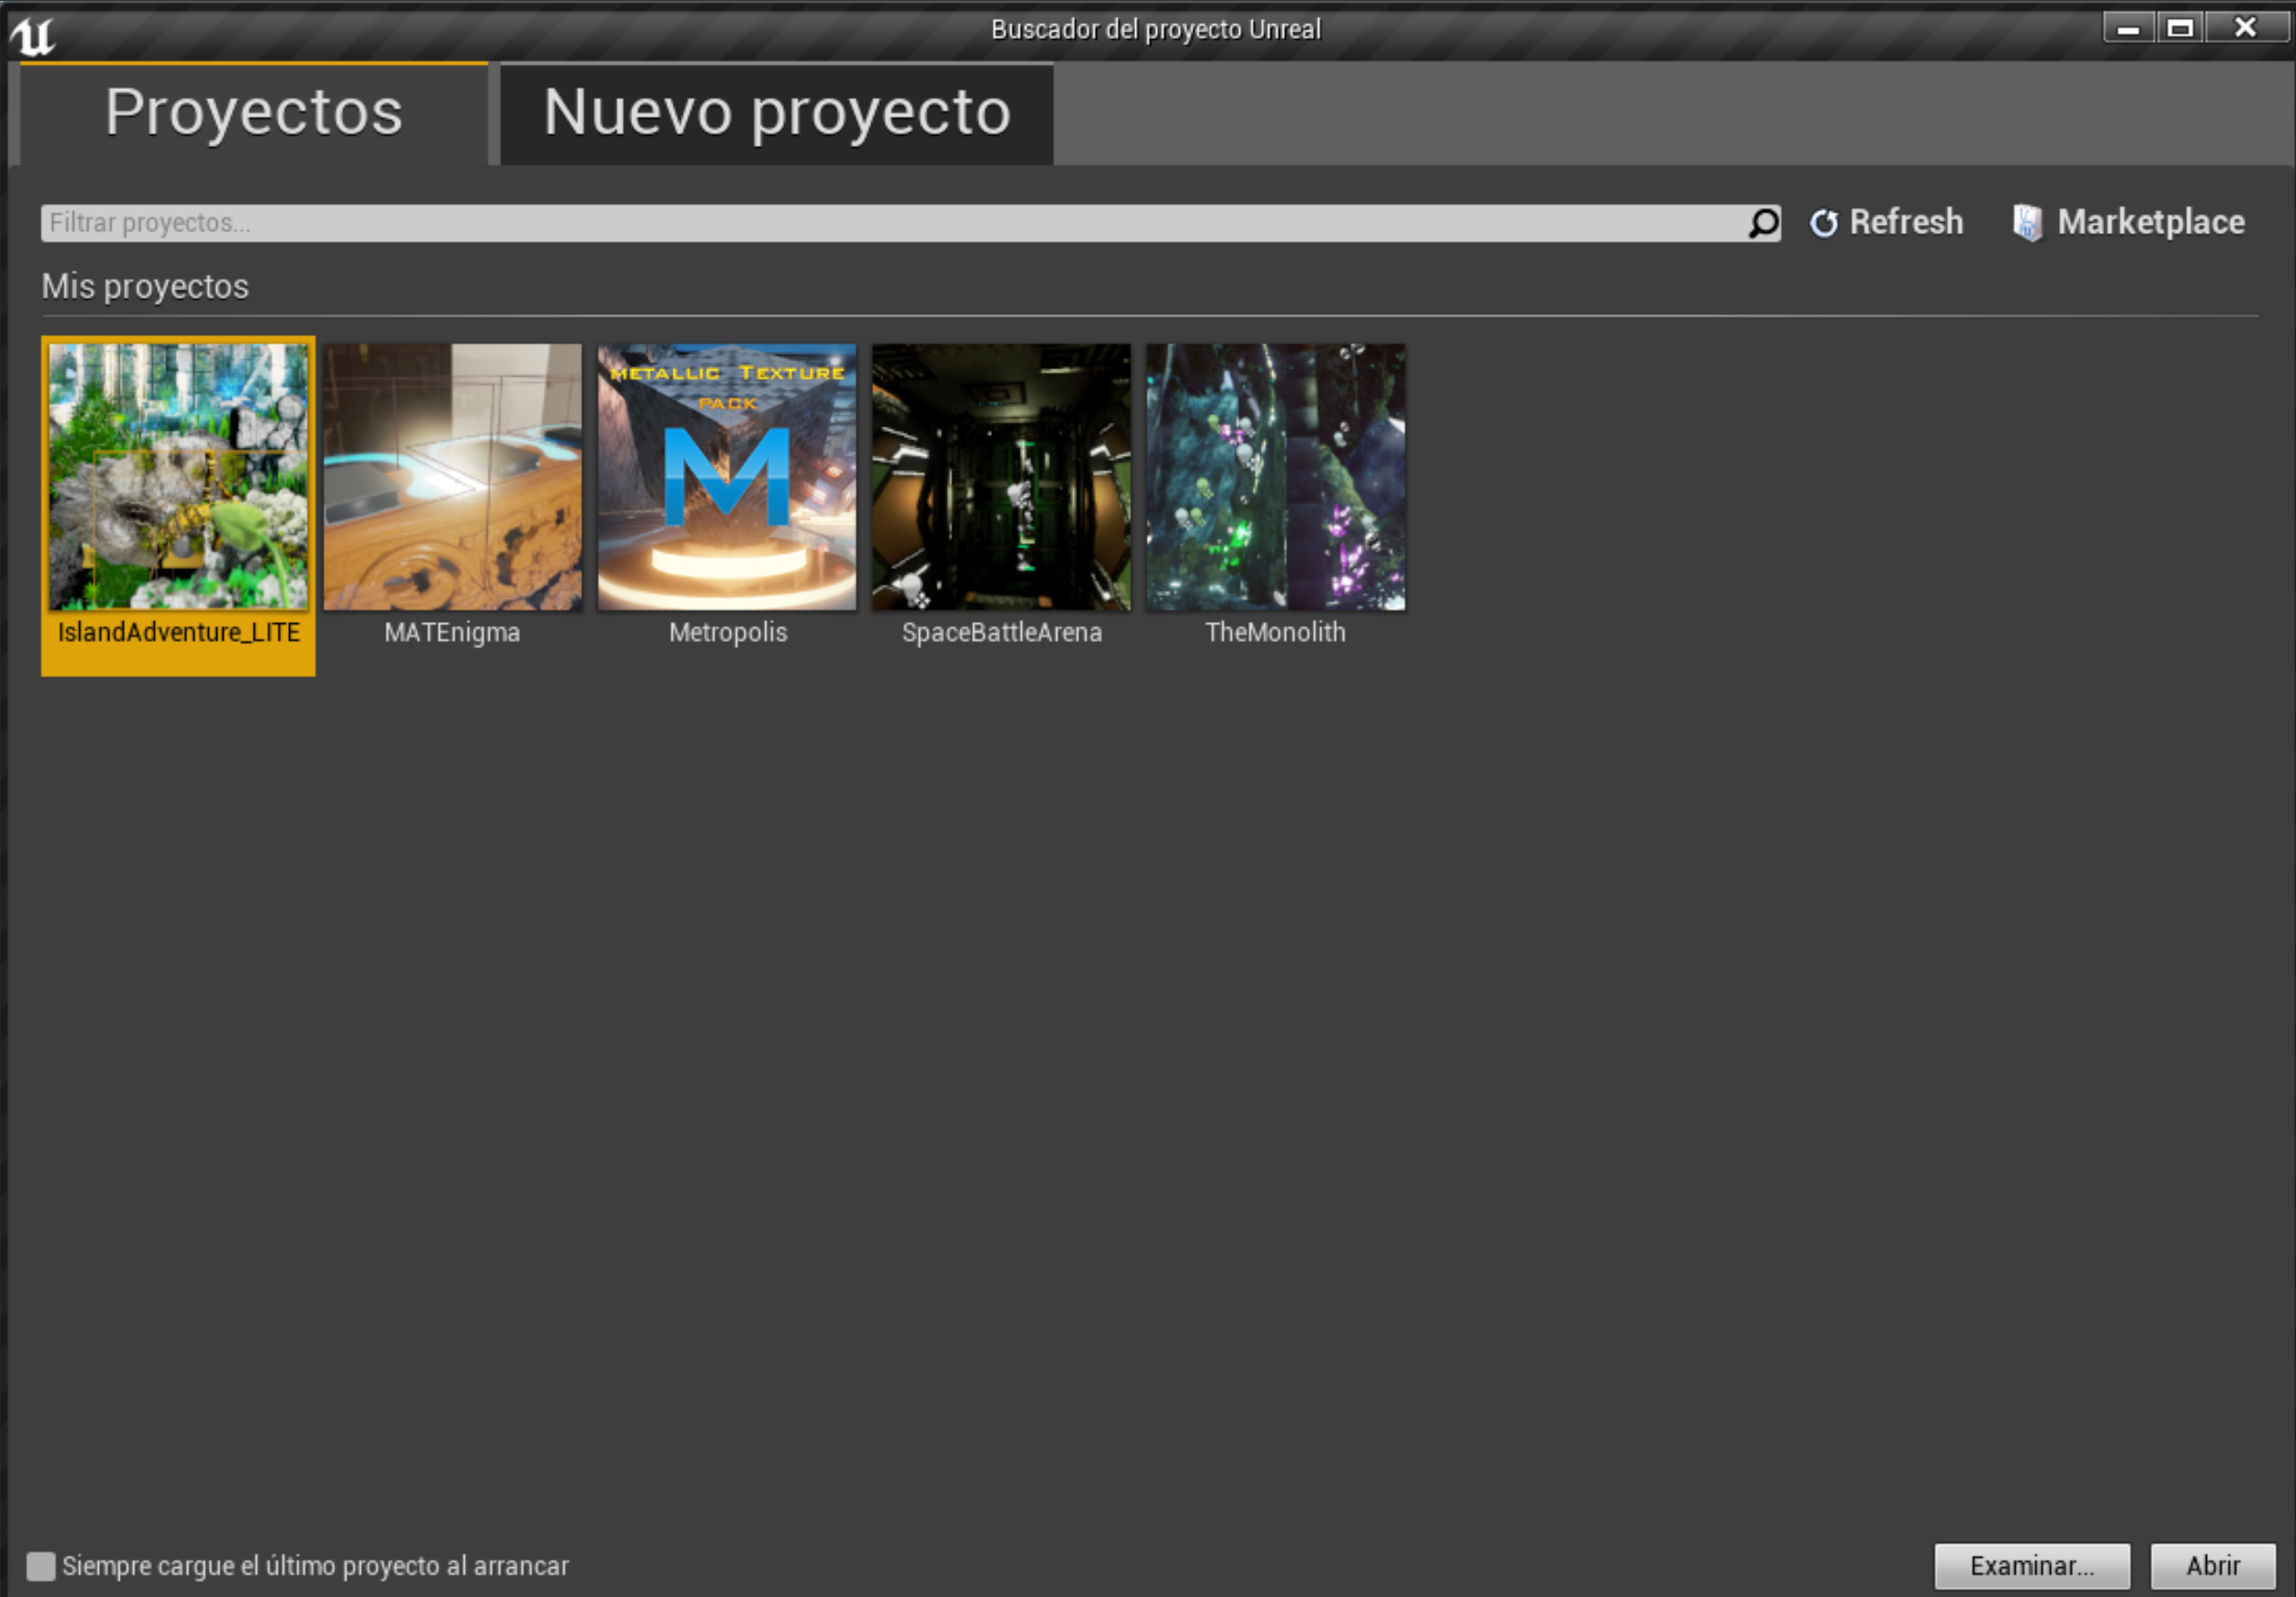 Buscador del proyecto Unreal
Proyectos
Nuevo proyecto
Filtrar proyectos...
Refresh
Marketplace
Mis proyectos
METALLIC TEXTURE
PACK
M
IslandAdventure_LITE
MATEnigma
Metropolis
SpaceBattleArena
TheMonolith
Siempre cargue el último proyecto al arrancar
Examinar...
Abrir